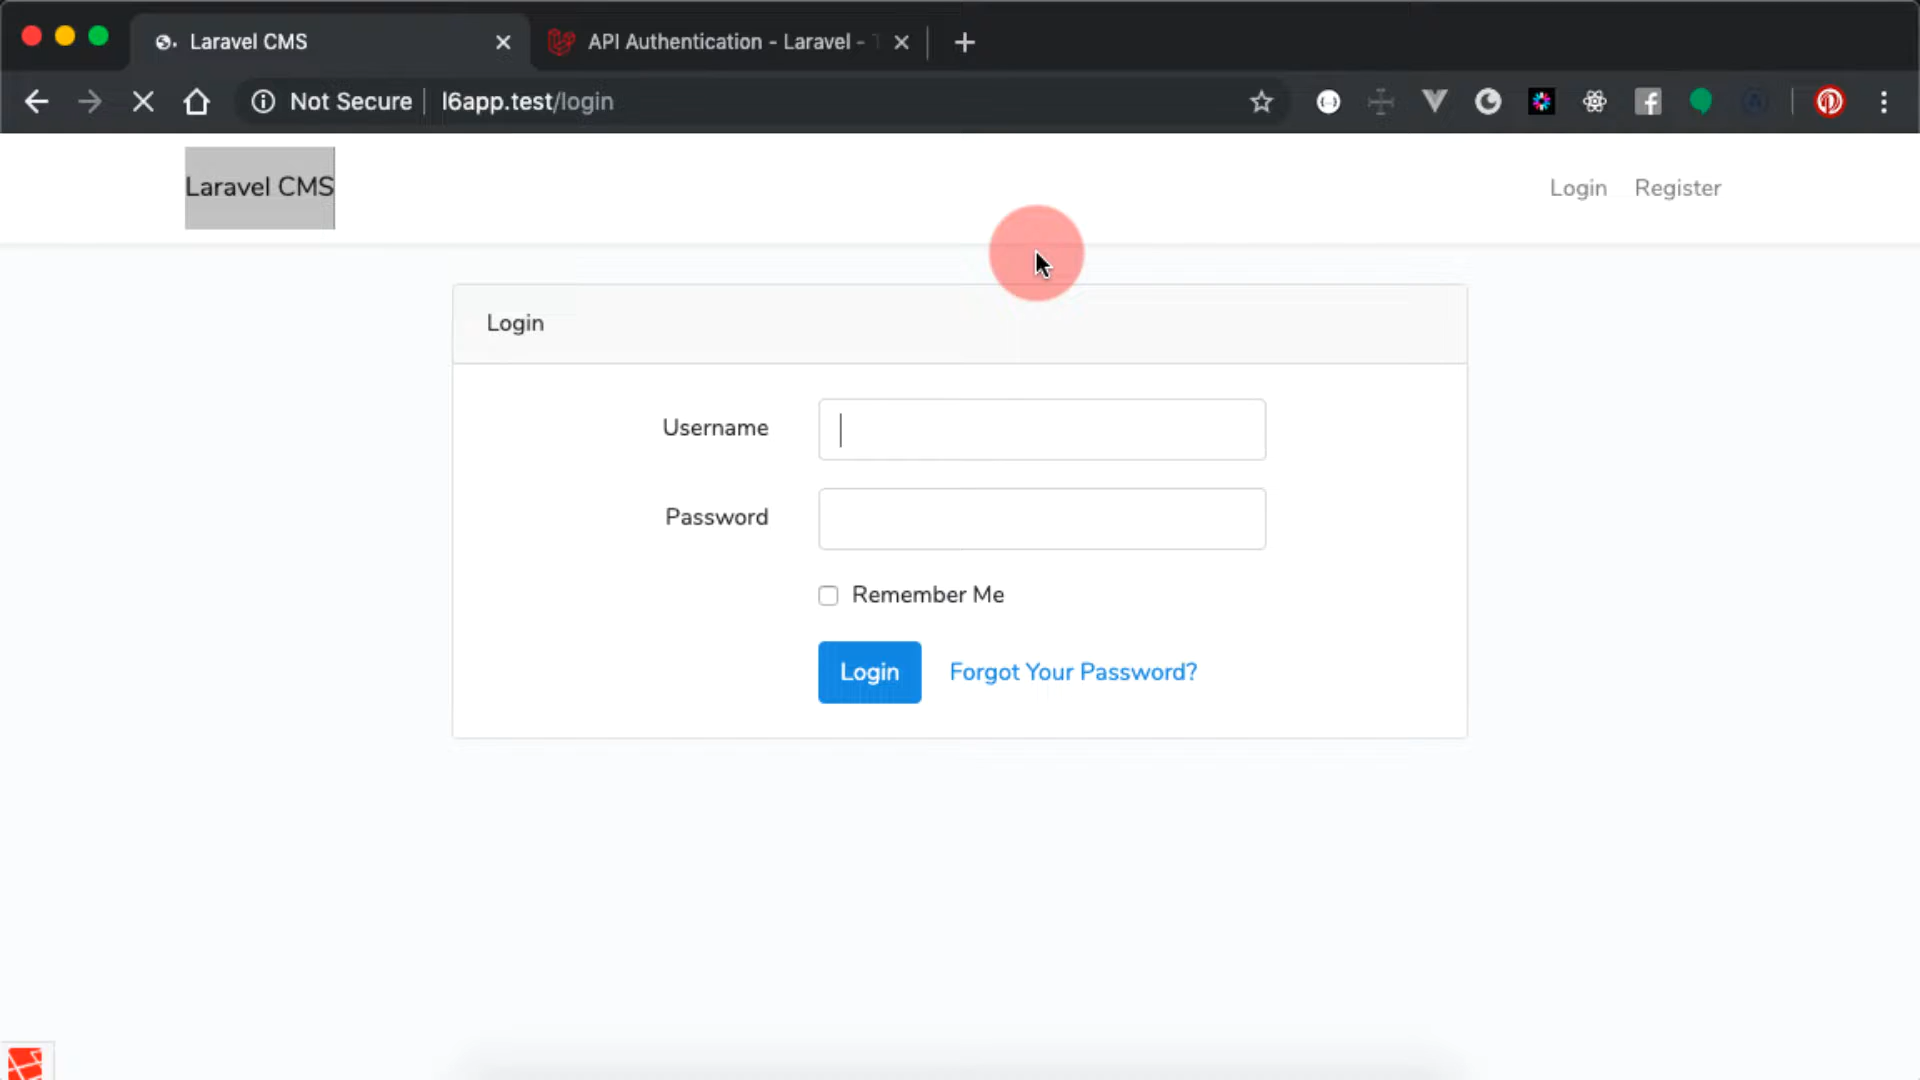 Laravel CMS
API Authentication - Laravel -
Not Secure
l6app.test/login
Laravel CMS
Login
Register
Login
Username
Password
Remember Me
Login
Forgot Your Password?